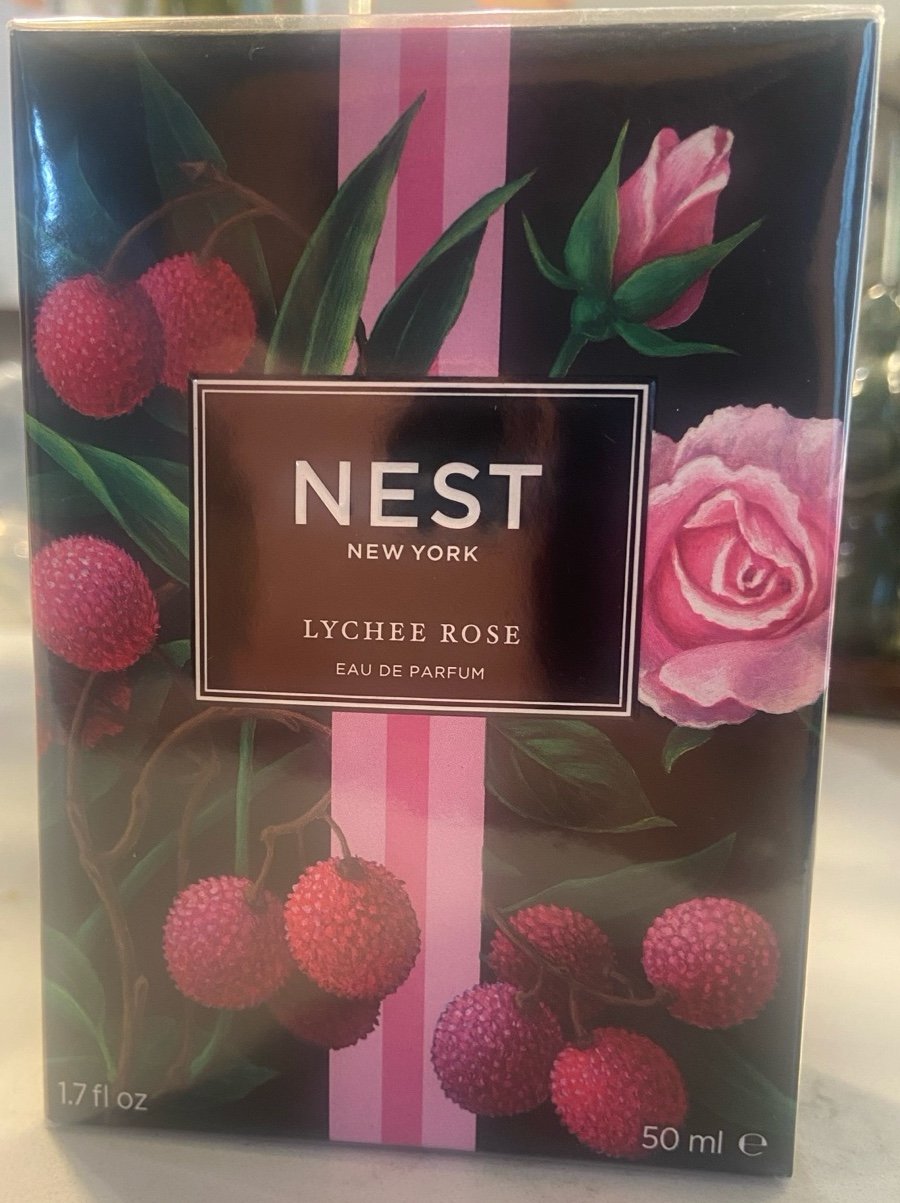 NEST
NEW YORK
LYCHEE ROSE
EAU DE PARFUM
1.7 fl oz
50 ml ℮